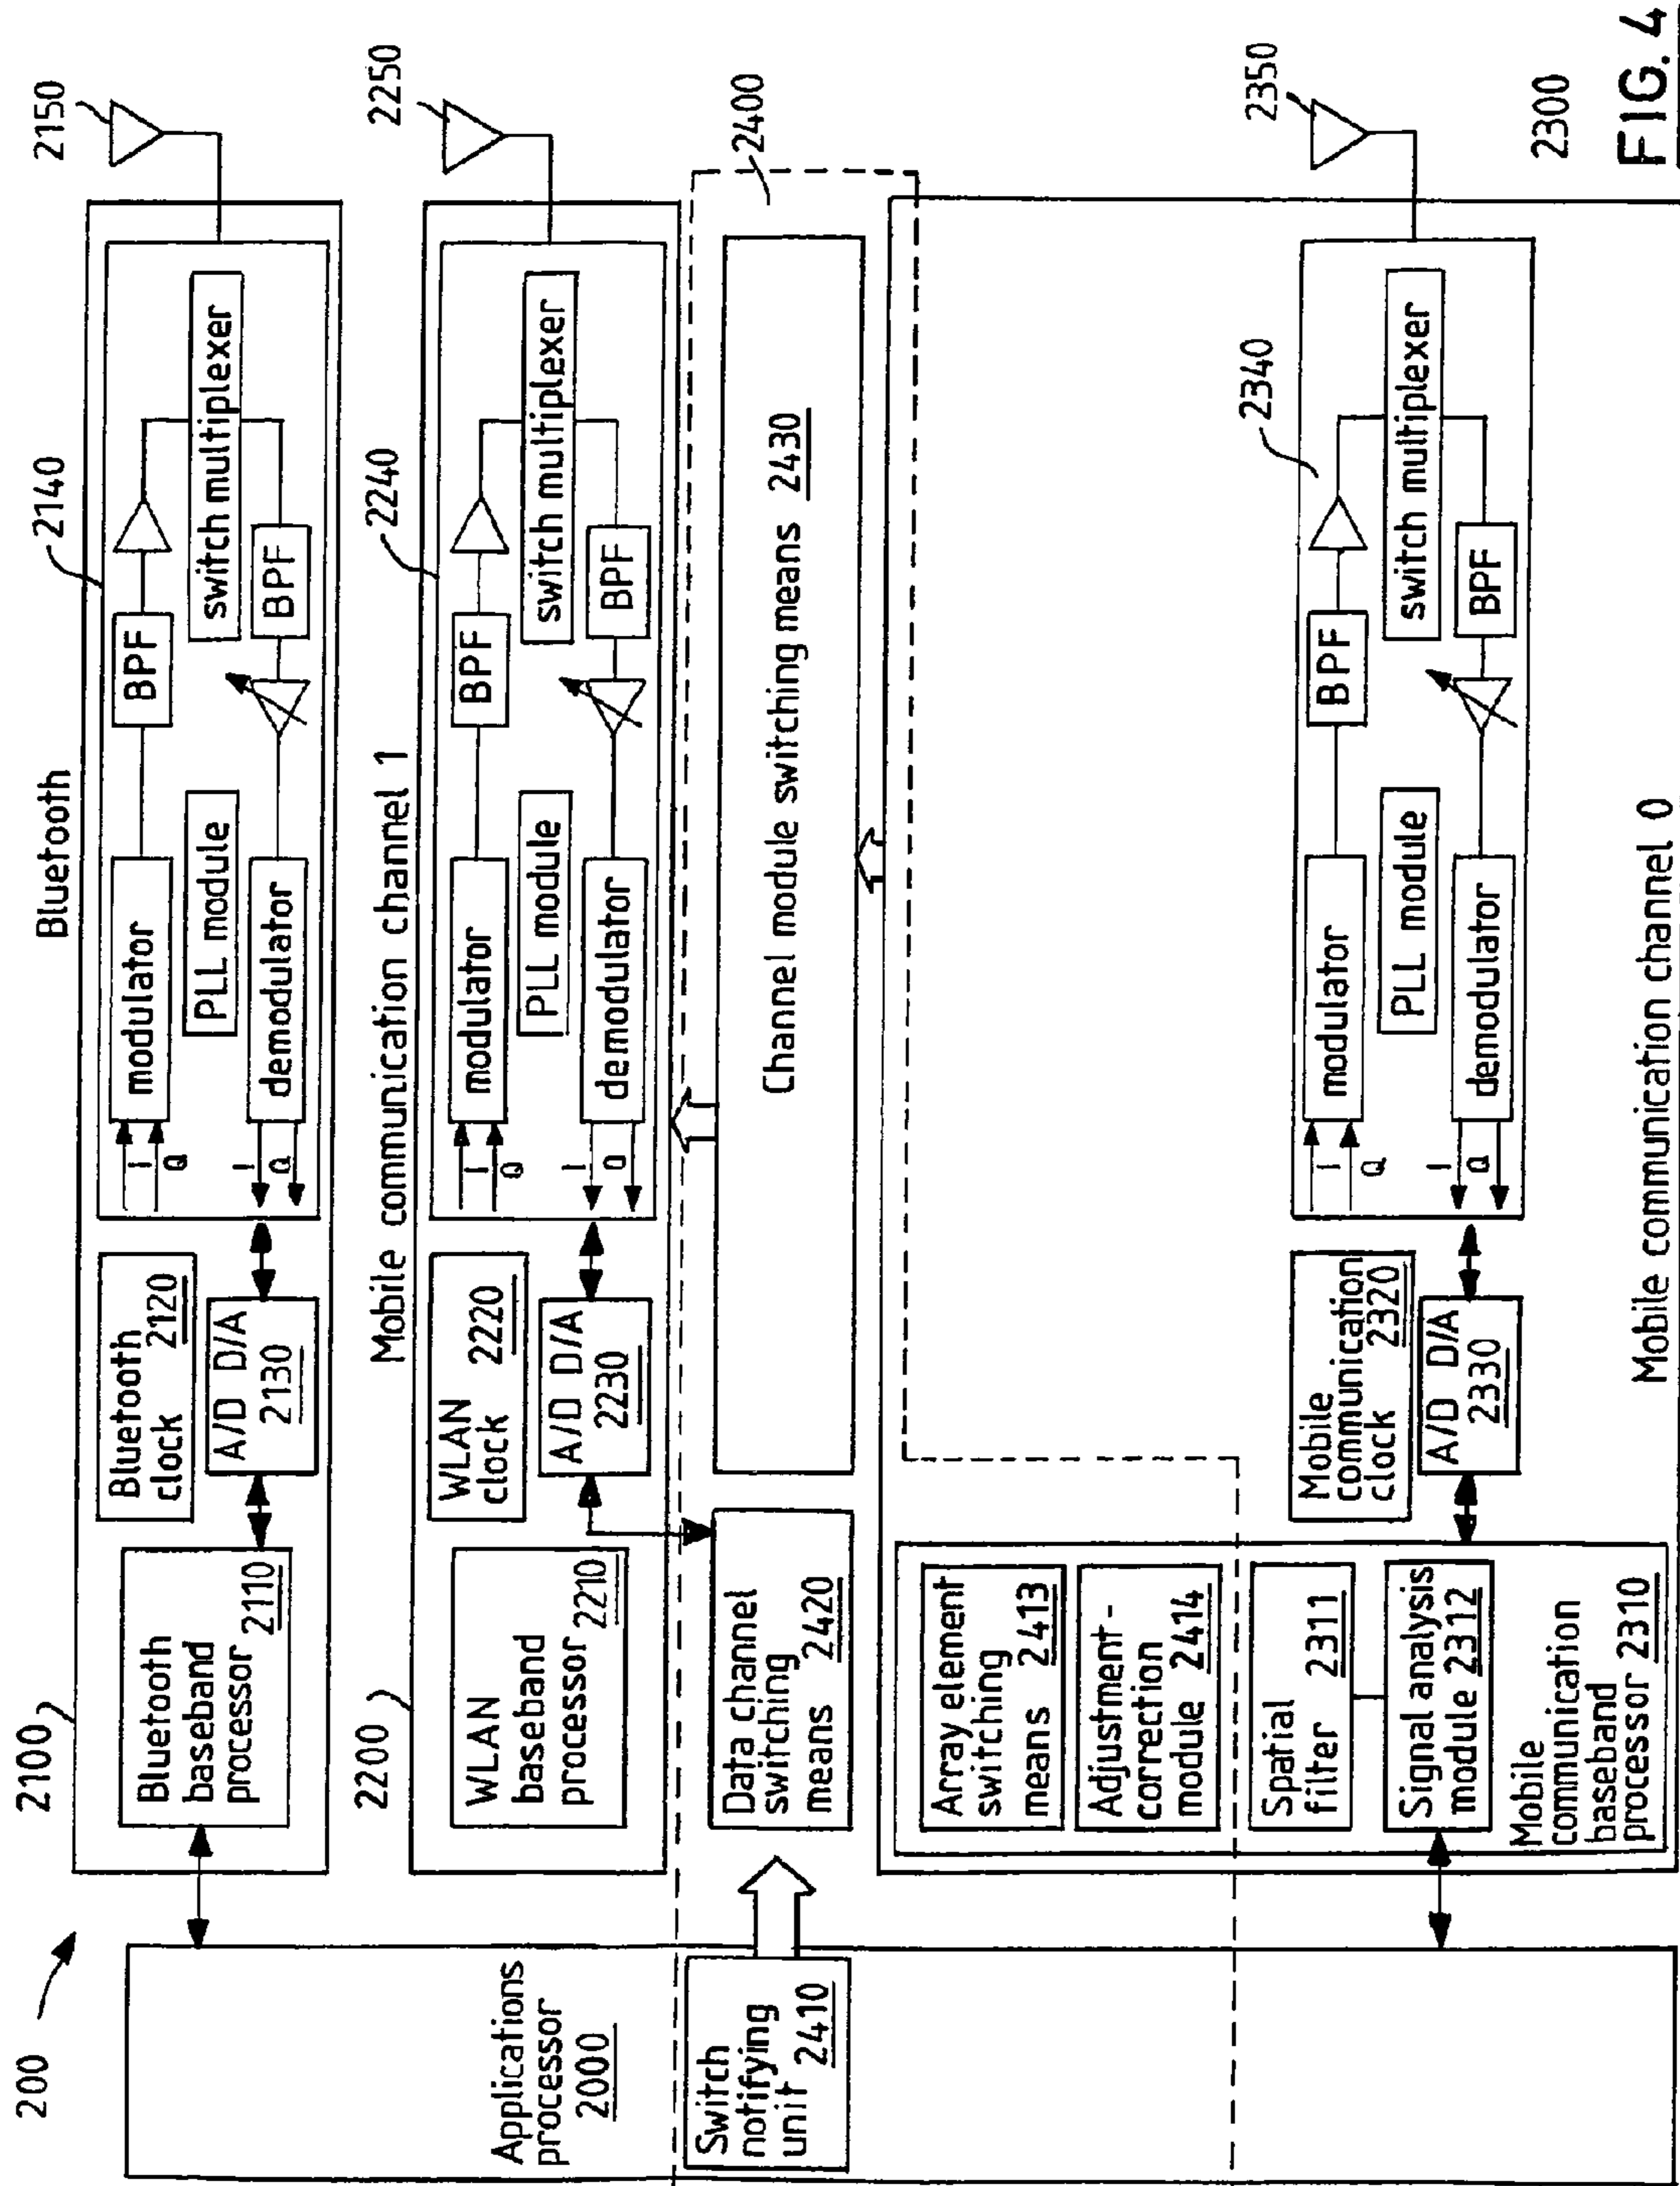 200
Applications
processor
2000
Switch
notifying
unit 2410
2100
Bluetooth
Bluetooth
baseband
processor 2110
Bluetooth
clock 2120
A/D D/A
2130
2140
I
Q
modulator
BPF
PLL module
switch multiplexer
I
Q
demodulator
BPF
2150
2200
Mobile communication channel 1
WLAN
baseband
processor 2210
WLAN
clock 2220
A/D D/A
2230
2240
I
Q
modulator
BPF
PLL module
switch multiplexer
I
Q
demodulator
BPF
2250
2400
Data channel
switching
means 2420
Channel module switching means 2430
Array element
switching
means 2413
Adjustment-
correction
module 2414
Spatial
filter 2311
Signal analysis
module 2312
Mobile
communication
baseband
processor 2310
Mobile
communication
clock 2320
A/D D/A
2330
2340
I
Q
modulator
BPF
PLL module
switch multiplexer
I
Q
demodulator
BPF
2350
2300
Mobile communication channel 0
FIG. 4